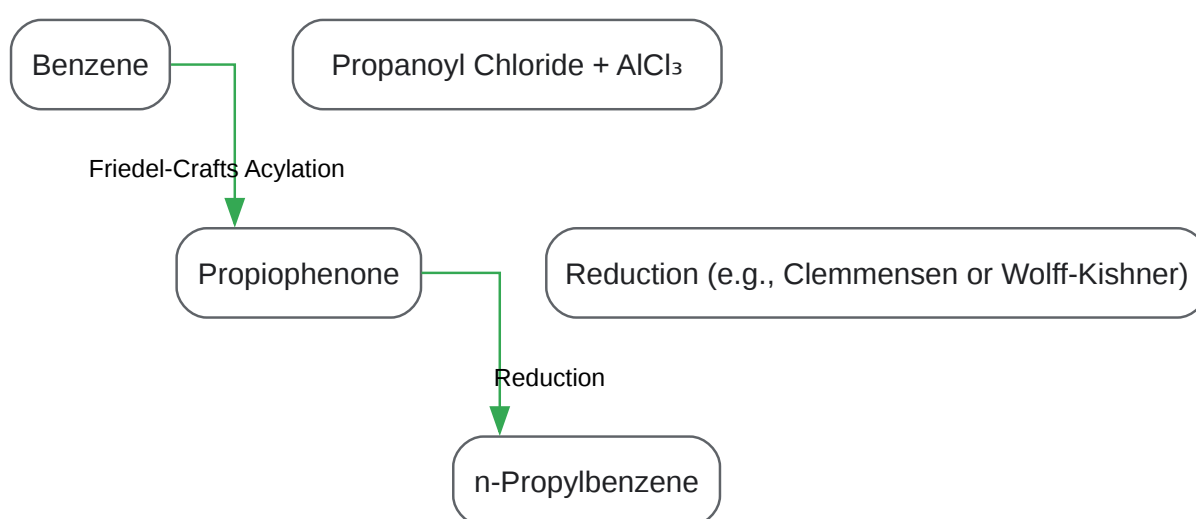 Benzene
Propanoyl Chloride + AlCl₃
Friedel-Crafts Acylation
Propiophenone
Reduction (e.g., Clemmensen or Wolff-Kishner)
Reduction
n-Propylbenzene